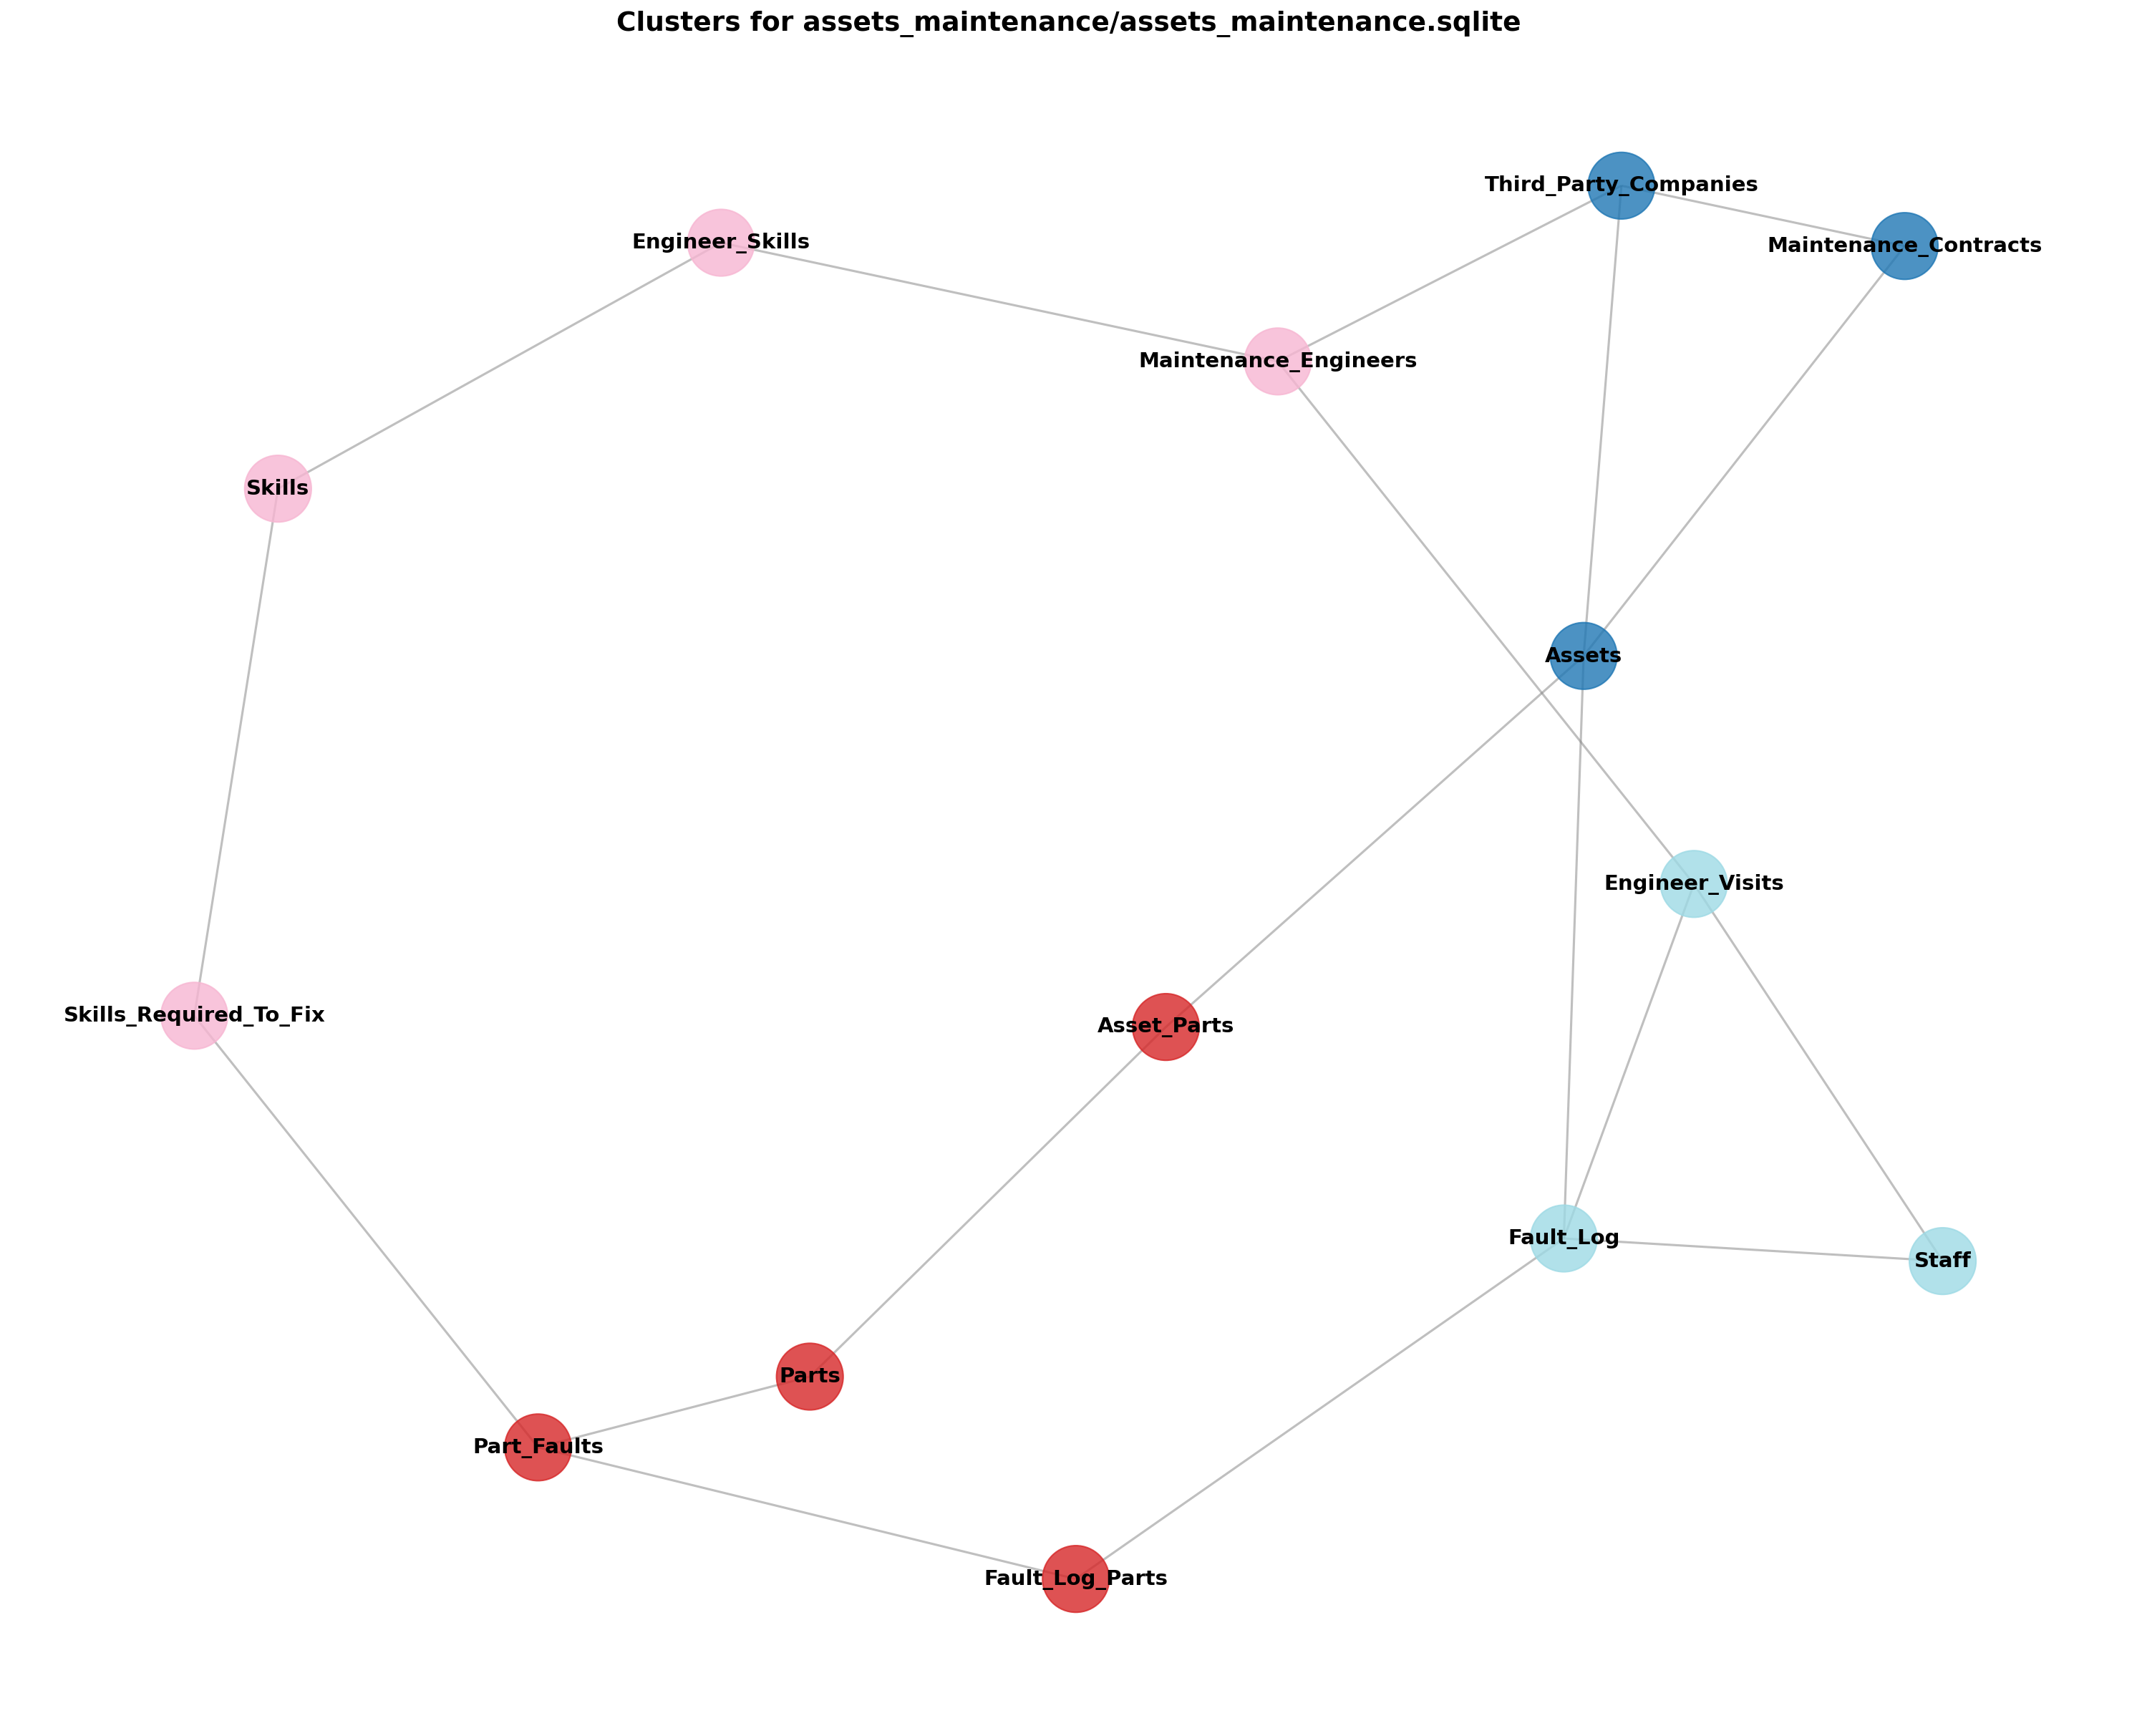 Clusters for assets_maintenance/assets_maintenance.sqlite
Third_Party_Companies
Engineer_Skills
Maintenance_Contracts
Maintenance_Engineers
Skills
Assets
Engineer_Visits
Skills_Required_To_Fix
Asset_Parts
Fault_Log
Staff
Parts
Part_Faults
Fault_Log_Parts